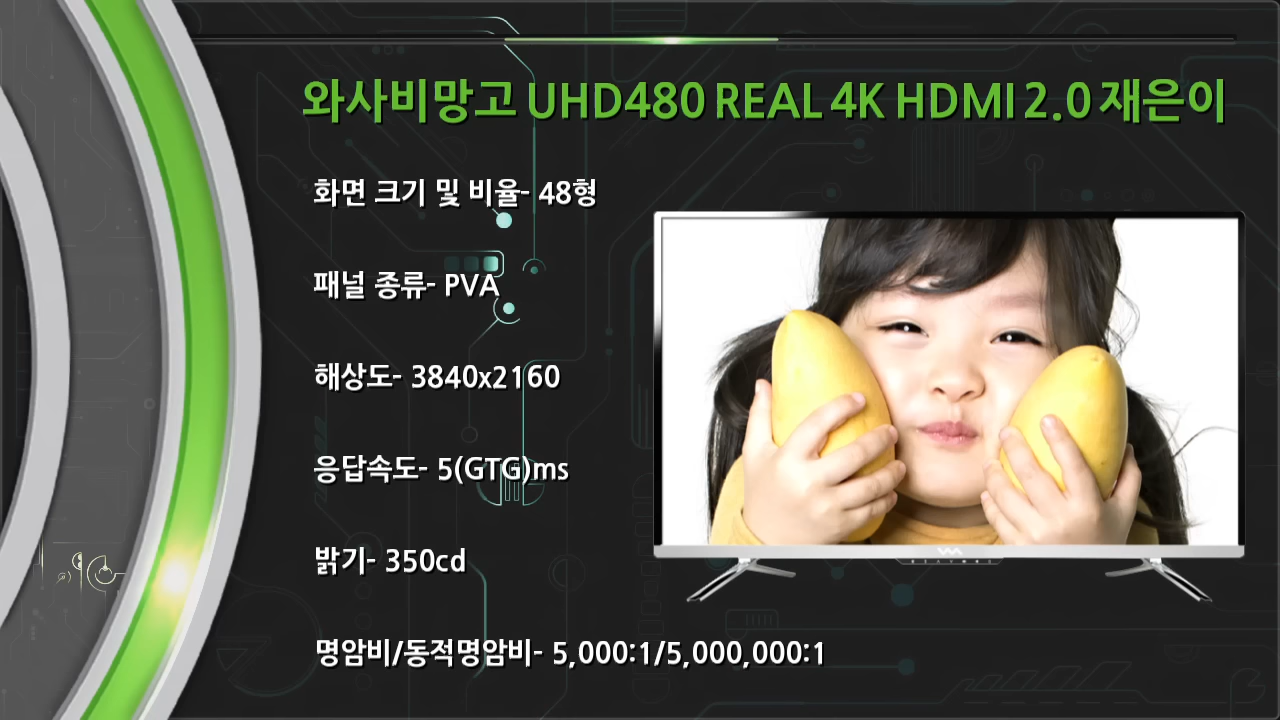 와사비망고 UHD480 REAL 4K HDMI 2.0 재은이
화면 크기 및 비율- 48형
패널 종류- PVA
해상도- 3840x2160
응답속도- 5(GTG)ms
밝기- 350cd
명암비/동적명암비- 5,000:1/5,000,000:1